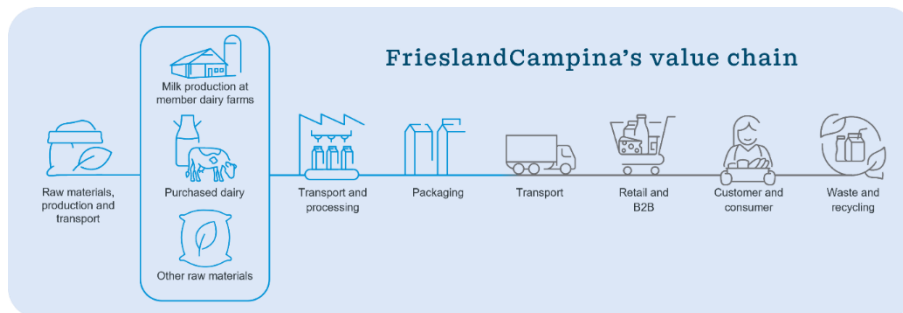 FrieslandCampina's value chain
Milk production at
member dairy farms
Raw materials,
production and
transport
Purchased dairy
Other raw materials
Transport and
processing
Packaging
Transport
Retail and
B2B
Customer and
consumer
Waste and
recycling